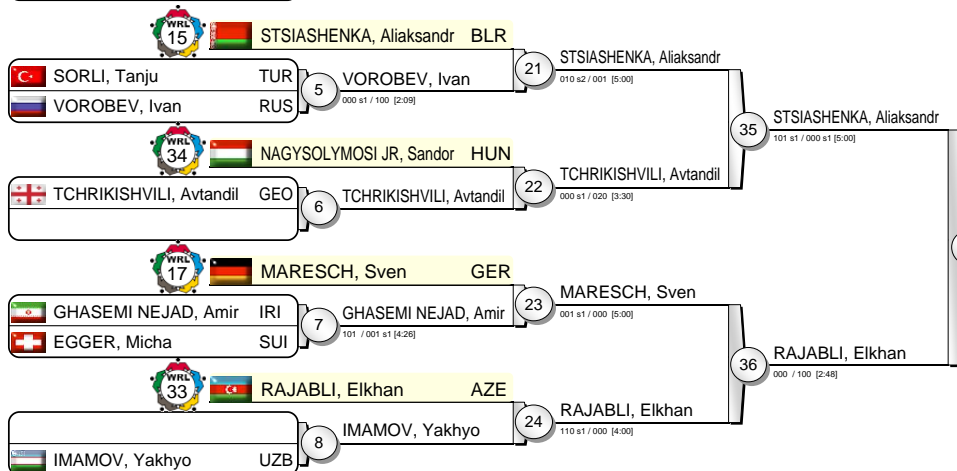 WRL
15
STSIASHENKA, Aliaksandr BLR
SORLI, Tanju TUR
VOROBEV, Ivan RUS
5
VOROBEV, Ivan
000 s1 / 100 [2:09]
21
STSIASHENKA, Aliaksandr
010 s2 / 001 [5:00]
WRL
34
NAGYSOLYMOSI JR, Sandor HUN
TCHRIKISHVILI, Avtandil GEO
6
TCHRIKISHVILI, Avtandil
22
TCHRIKISHVILI, Avtandil
000 s1 / 020 [3:30]
35
STSIASHENKA, Aliaksandr
101 s1 / 000 s1 [5:00]
WRL
17
MARESCH, Sven GER
GHASEMI NEJAD, Amir IRI
EGGER, Micha SUI
7
GHASEMI NEJAD, Amir
101 / 001 s1 [4:26]
23
MARESCH, Sven
001 s1 / 000 [5:00]
WRL
33
RAJABLI, Elkhan AZE
IMAMOV, Yakhyo UZB
8
IMAMOV, Yakhyo
24
RAJABLI, Elkhan
110 s1 / 000 [4:00]
36
RAJABLI, Elkhan
000 / 100 [2:48]